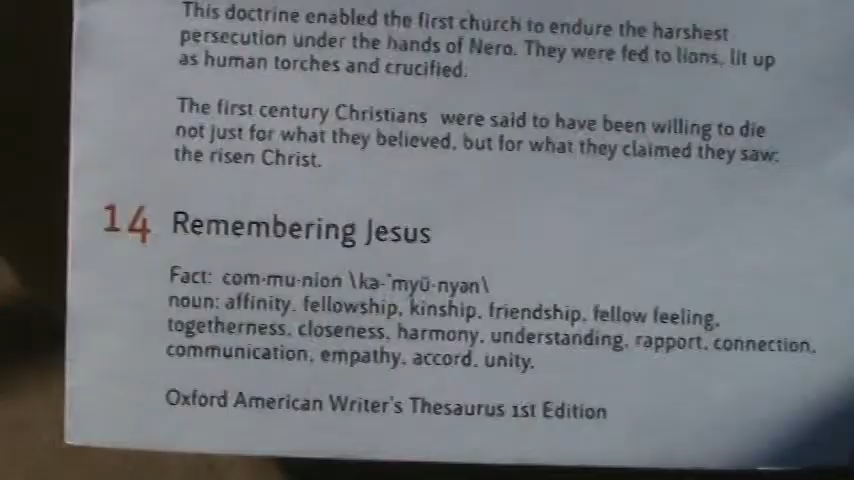 This doctrine enabled the first church to endure the harshest
persecution under the hands of Nero. They were fed to lions, lit up
as human torches and crucified.
The first century Christians were said to have been willing to die
not just for what they believed, but for what they claimed they saw:
the risen Christ.
14 Remembering Jesus
Fact: com·mu·nion \kə-ˈmyü-nyən\
noun: affinity, fellowship, kinship, friendship, fellow feeling,
togetherness, closeness, harmony, understanding, rapport, connection,
communication, empathy, accord, unity.
Oxford American Writer's Thesaurus 1st Edition